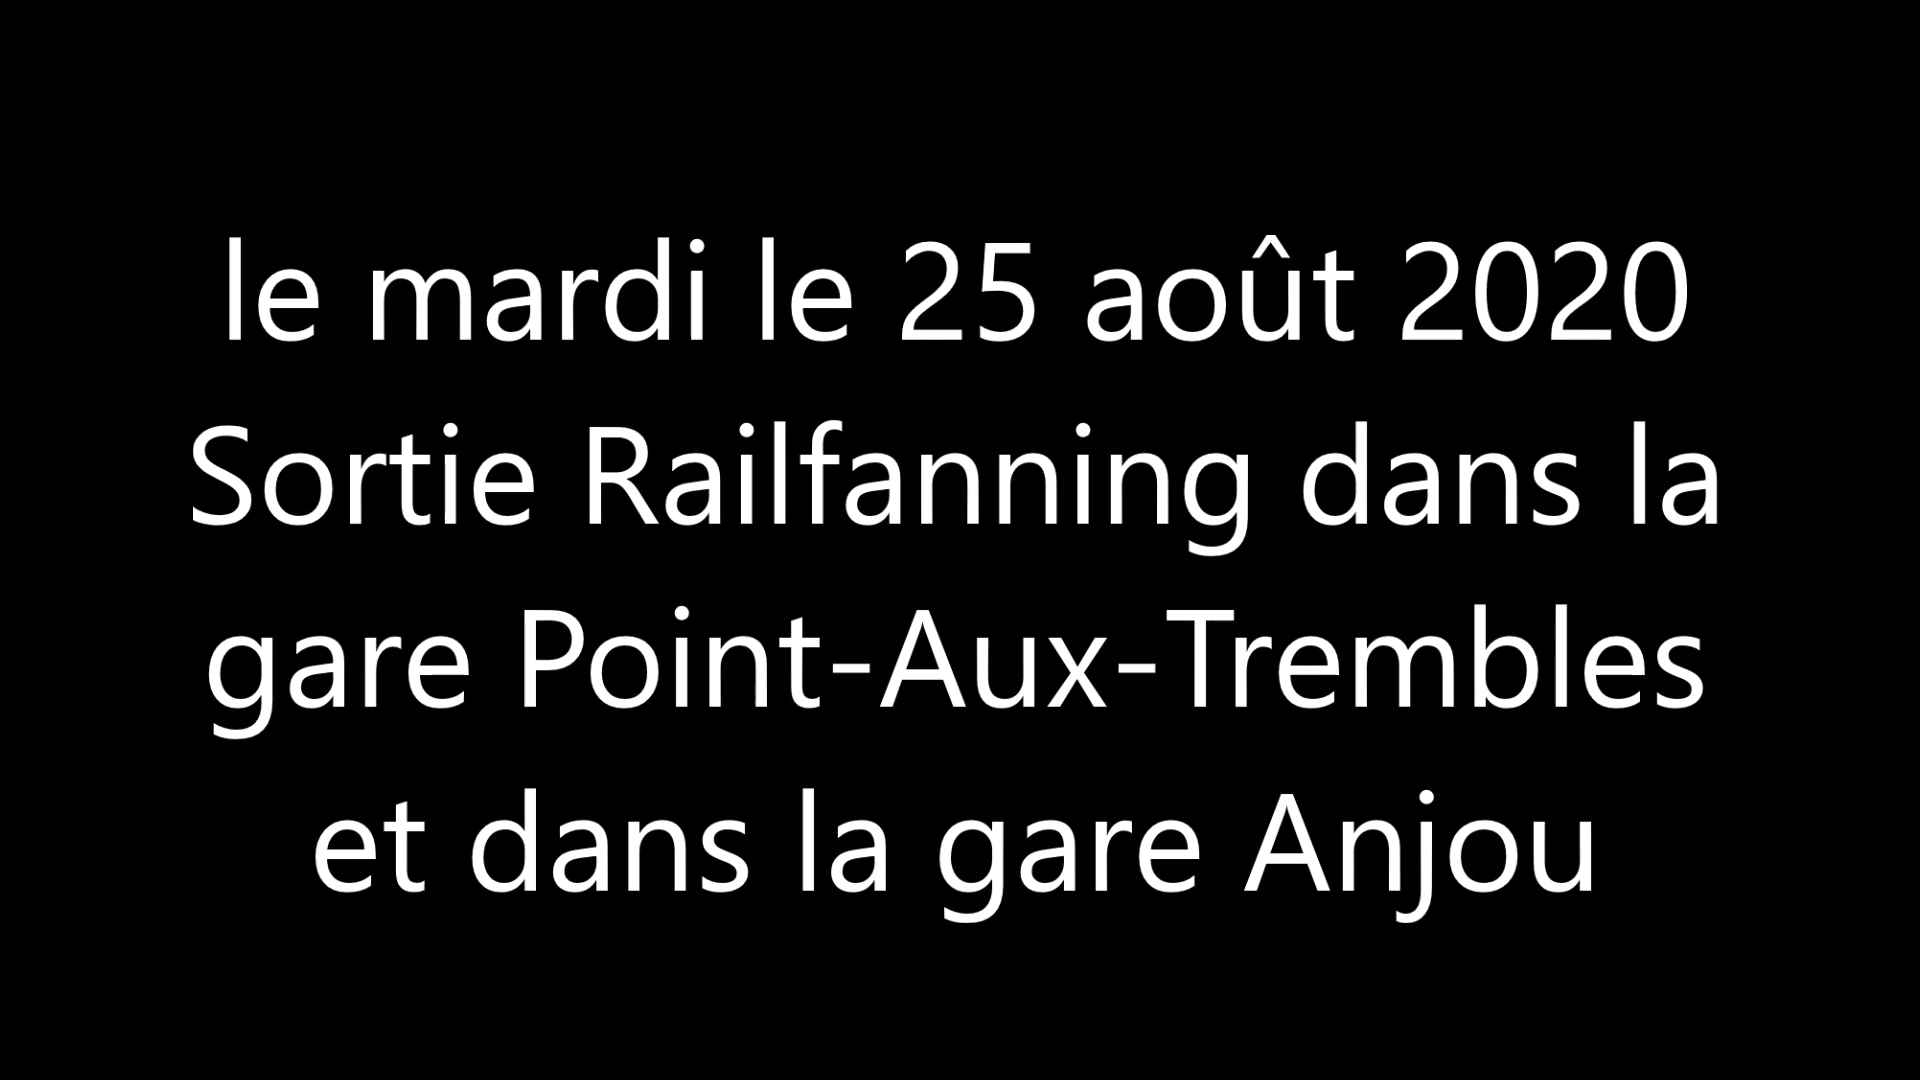 le mardi le 25 août 2020
Sortie Railfanning dans la
gare Point-Aux-Trembles
et dans la gare Anjou